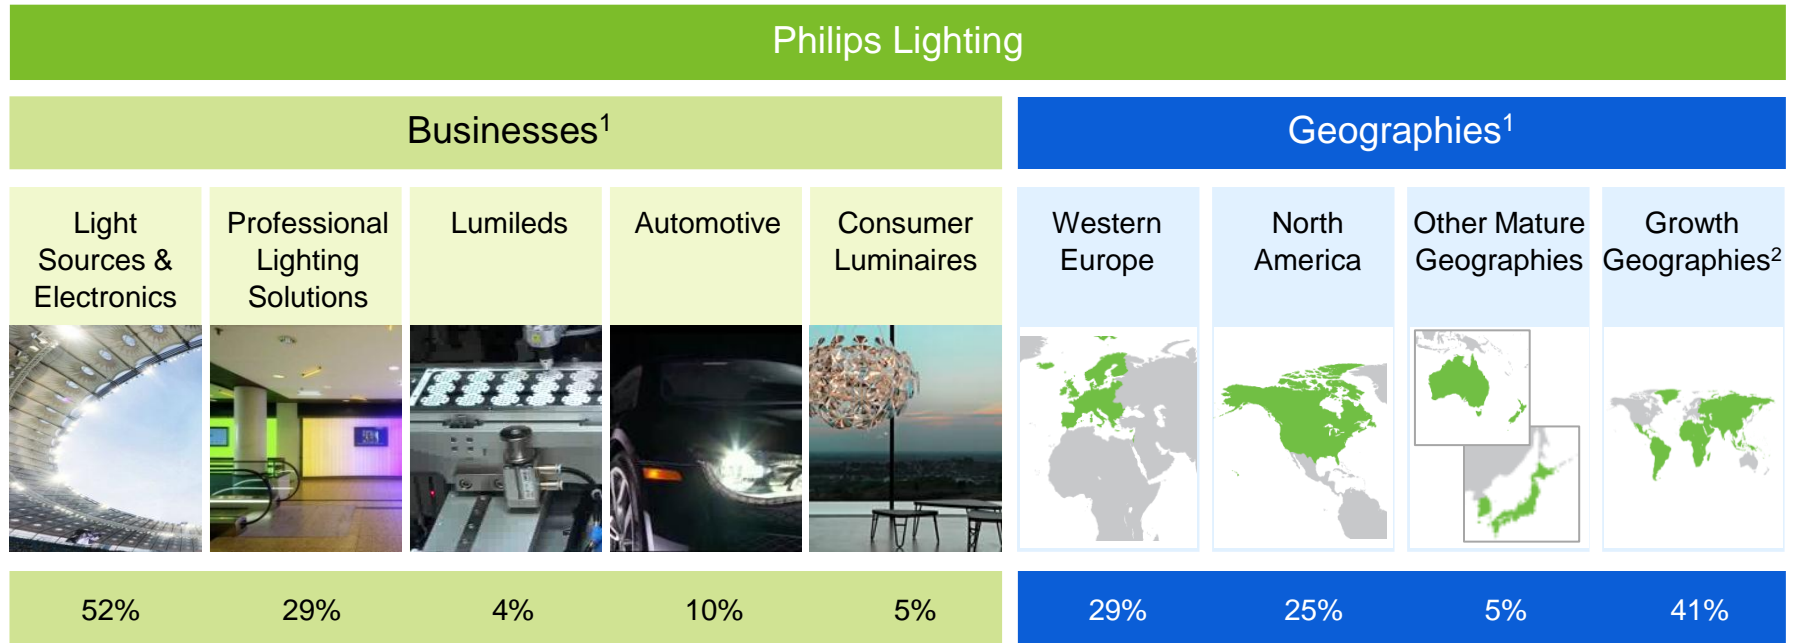 Philips Lighting
Businesses¹
Geographies¹
Light
Sources &
Electronics
Professional
Lighting
Solutions
Lumileds
Automotive
Consumer
Luminaires
Western
Europe
North
America
Other Mature
Geographies
Growth
Geographies²
52%
29%
4%
10%
5%
29%
25%
5%
41%